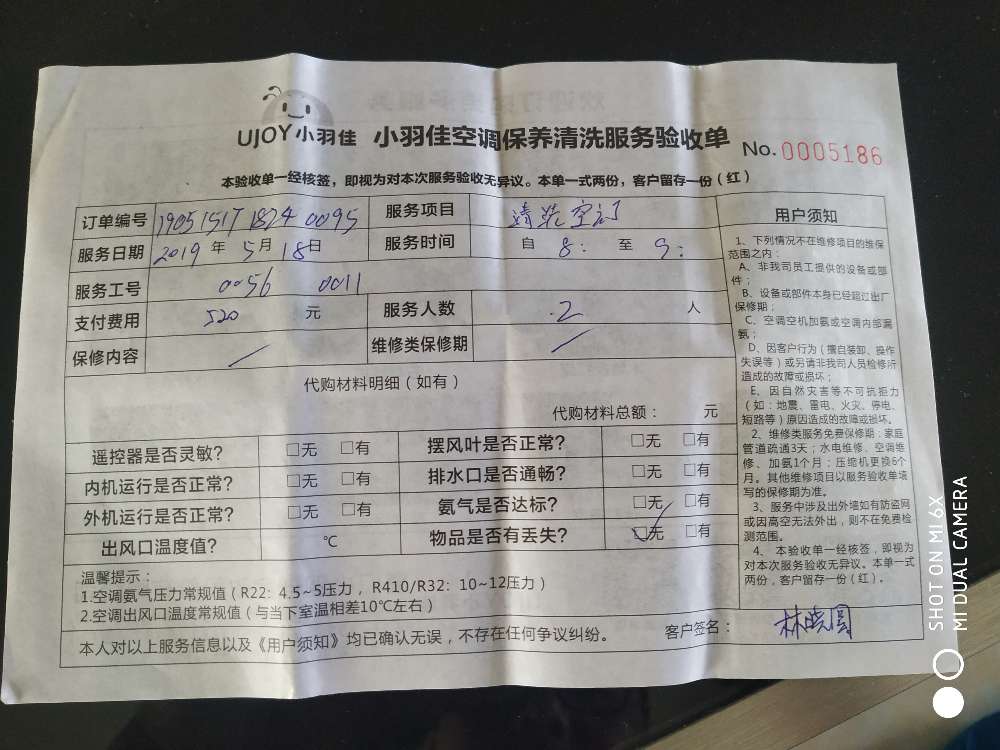 UJOY小羽佳 小羽佳空调保养清洗服务验收单 No.0005186
本验收单一经核签，即视为对本次服务验收无异议。本单一式两份，客户留存一份（红）
订单编号 190515171824 0095 服务项目 清装空调
服务日期 2019 年 5 月 18 日 服务时间 自 8: 至 9:
服务工号 0056 0011
支付费用 520 元 服务人数 2 人
保修内容 / 维修类保修期 /
代购材料明细（如有）
代购材料总额： 元
遥控器是否灵敏？ □无 □有 摆风叶是否正常？ □无 □有
内机运行是否正常？ □无 □有 排水口是否通畅？ □无 □有
外机运行是否正常？ □无 □有 氨气是否达标？ □无 □有
出风口温度值？ ℃ 物品是否有丢失？ ☑无 □有
温馨提示：
1.空调氨气压力常规值（R22: 4.5~5压力，R410/R32: 10~12压力）
2.空调出风口温度常规值（与当下室温相差10℃左右）
本人对以上服务信息以及《用户须知》均已确认无误，不存在任何争议纠纷。 客户签名： 林晓圆
用户须知
1、下列情况不在维修项目的维保
范围之内：
A、非我司员工提供的设备或部
件；
B、设备或部件本身已经超过出厂
保修期；
C、空调空机加氨或空调内部漏
氨；
D、因客户行为（擅自装卸、操作
失误等）或另请非我司人员检修所
造成的故障或损坏；
E、因自然灾害等不可抗拒力
（如：地震、雷电、火灾、停电、
短路等）原因造成的故障或损坏。
2、维修类服务免费保修期：家庭
管道疏通3天；水电维修、空调维
修、加氨1个月；压缩机更换6个
月。其他维修项目以服务验收单填
写的保修期为准。
3、服务中涉及出外墙如有防盗网
或因高空无法外出，则不在免费检
测范围。
4、本验收单一经核签，即视为
对本次服务验收无异议。本单一式
两份，客户留存一份（红）。
SHOT ON MI 6X
MI DUAL CAMERA